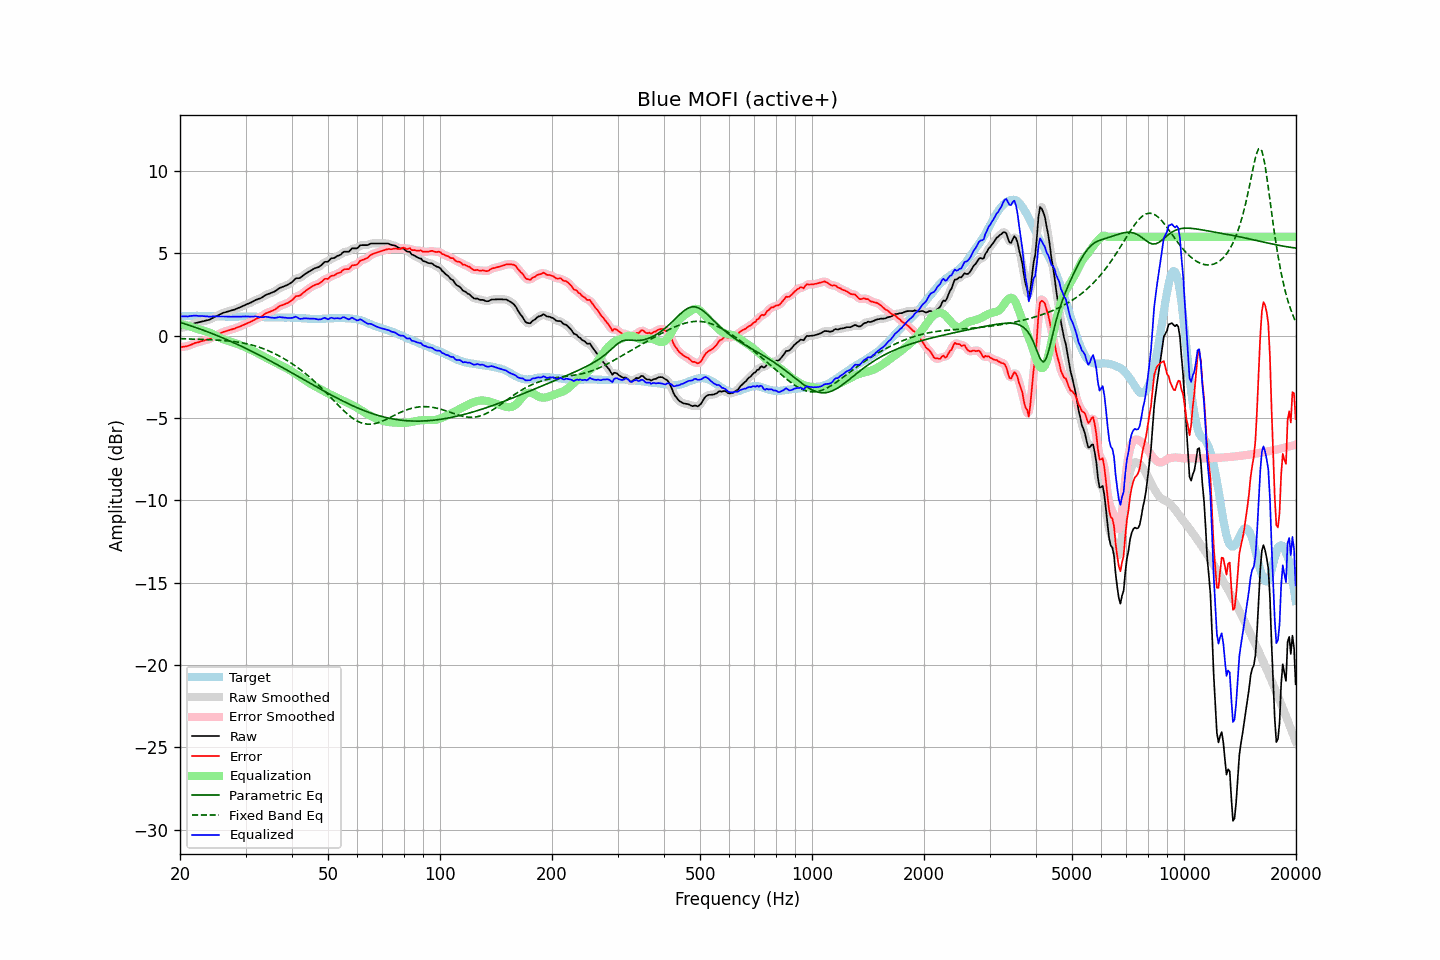 Blue MOFI (active+)
Amplitude (dBr)
10
5
0
−5
−10
−15
−20
−25
−30
Target
Raw Smoothed
Error Smoothed
Raw
Error
Equalization
Parametric Eq
Fixed Band Eq
Equalized
20 50 100 200 500 1000 2000 5000 10000 20000
Frequency (Hz)